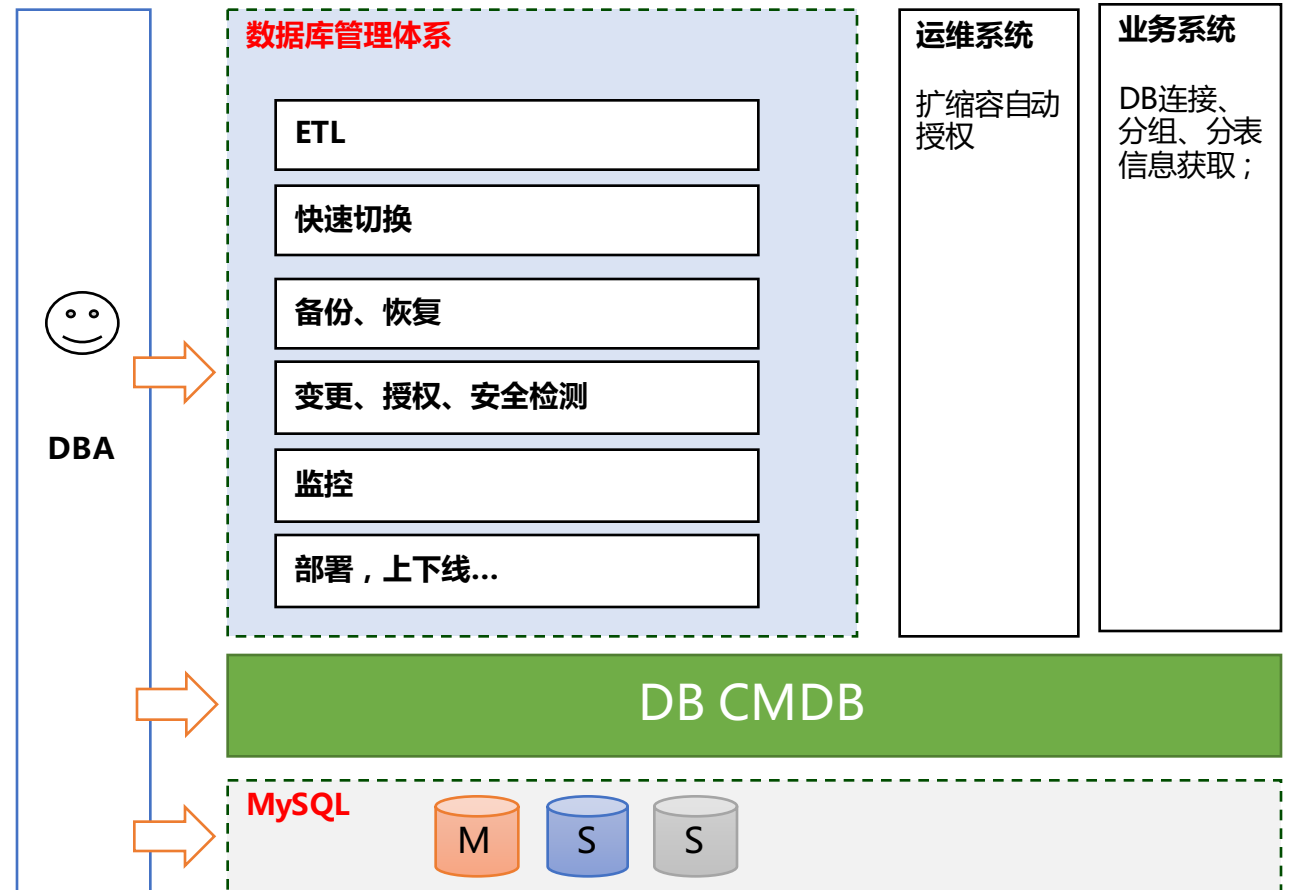 DBA
数据库管理体系
ETL
快速切换
备份、恢复
变更、授权、安全检测
监控
部署，上下线...
运维系统
扩缩容自动
授权
业务系统
DB连接、
分组、分表
信息获取；
DB CMDB
MySQL
M
S
S